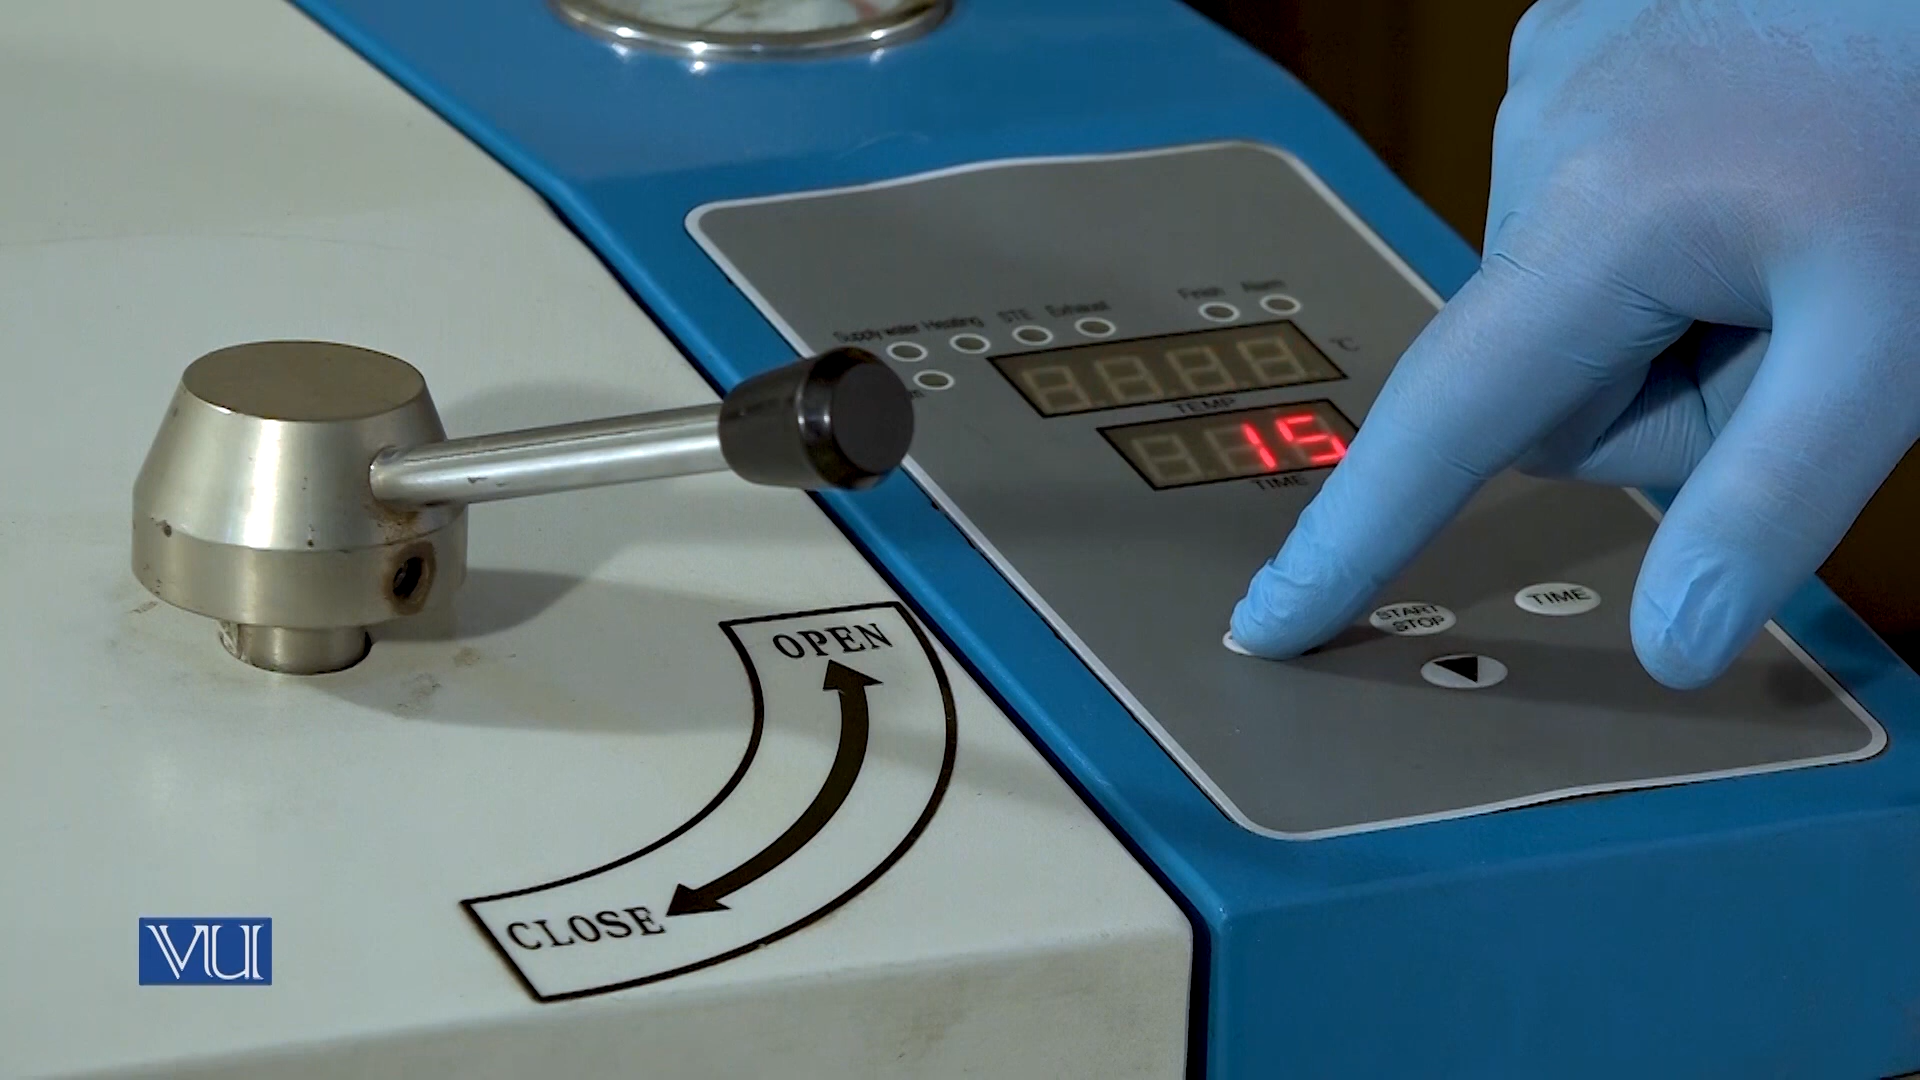 Supply water Heating STE Exhaust Finish Alarm
°C
TEMP
15
TIME
START
STOP
TIME
OPEN
CLOSE
VU